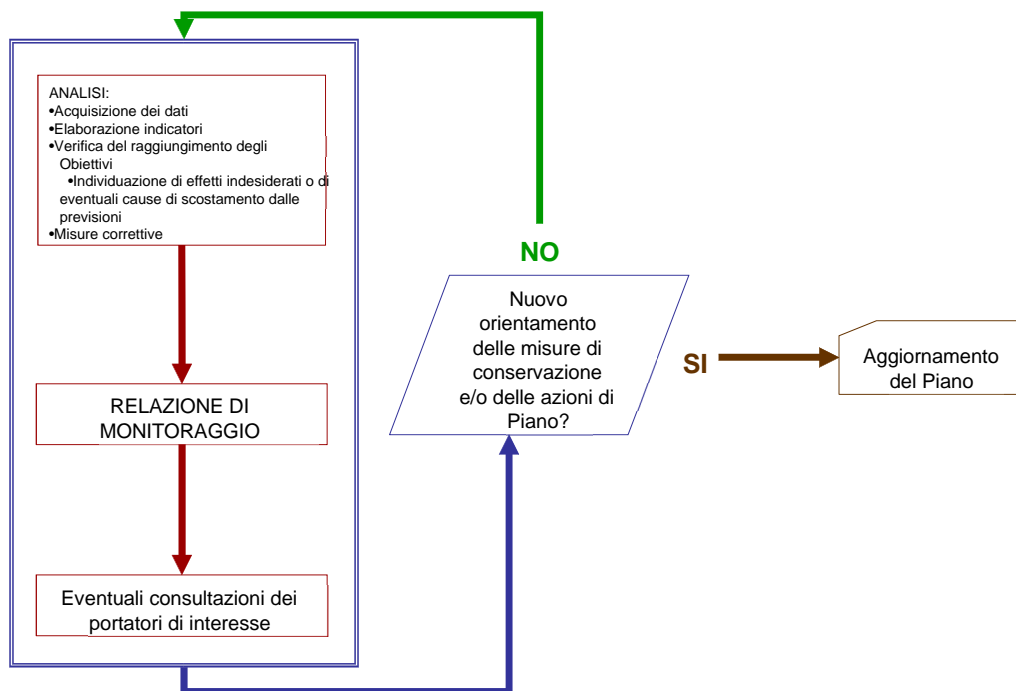 ANALISI:
•Acquisizione dei dati
•Elaborazione indicatori
•Verifica del raggiungimento degli
Obiettivi
•Individuazione di effetti indesiderati o di
eventuali cause di scostamento dalle
previsioni
•Misure correttive
RELAZIONE DI
MONITORAGGIO
Eventuali consultazioni dei
portatori di interesse
NO
Nuovo
orientamento
delle misure di
conservazione
e/o delle azioni di
Piano?
SI
Aggiornamento
del Piano